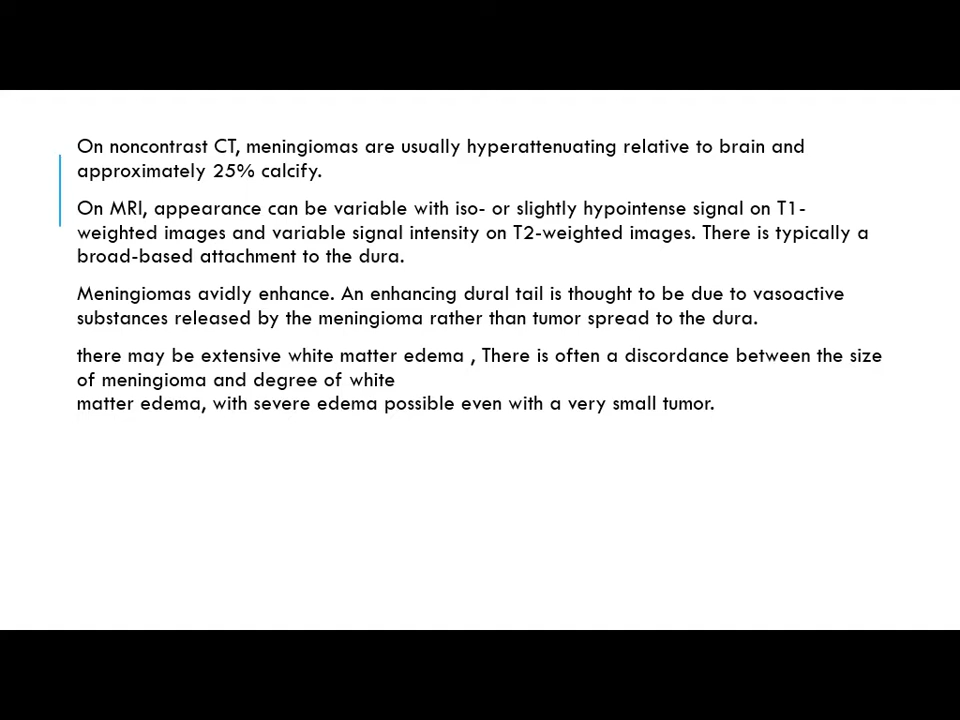 On noncontrast CT, meningiomas are usually hyperattenuating relative to brain and
approximately 25% calcify.
On MRI, appearance can be variable with iso- or slightly hypointense signal on T1-
weighted images and variable signal intensity on T2-weighted images. There is typically a
broad-based attachment to the dura.
Meningiomas avidly enhance. An enhancing dural tail is thought to be due to vasoactive
substances released by the meningioma rather than tumor spread to the dura.
there may be extensive white matter edema , There is often a discordance between the size
of meningioma and degree of white
matter edema, with severe edema possible even with a very small tumor.